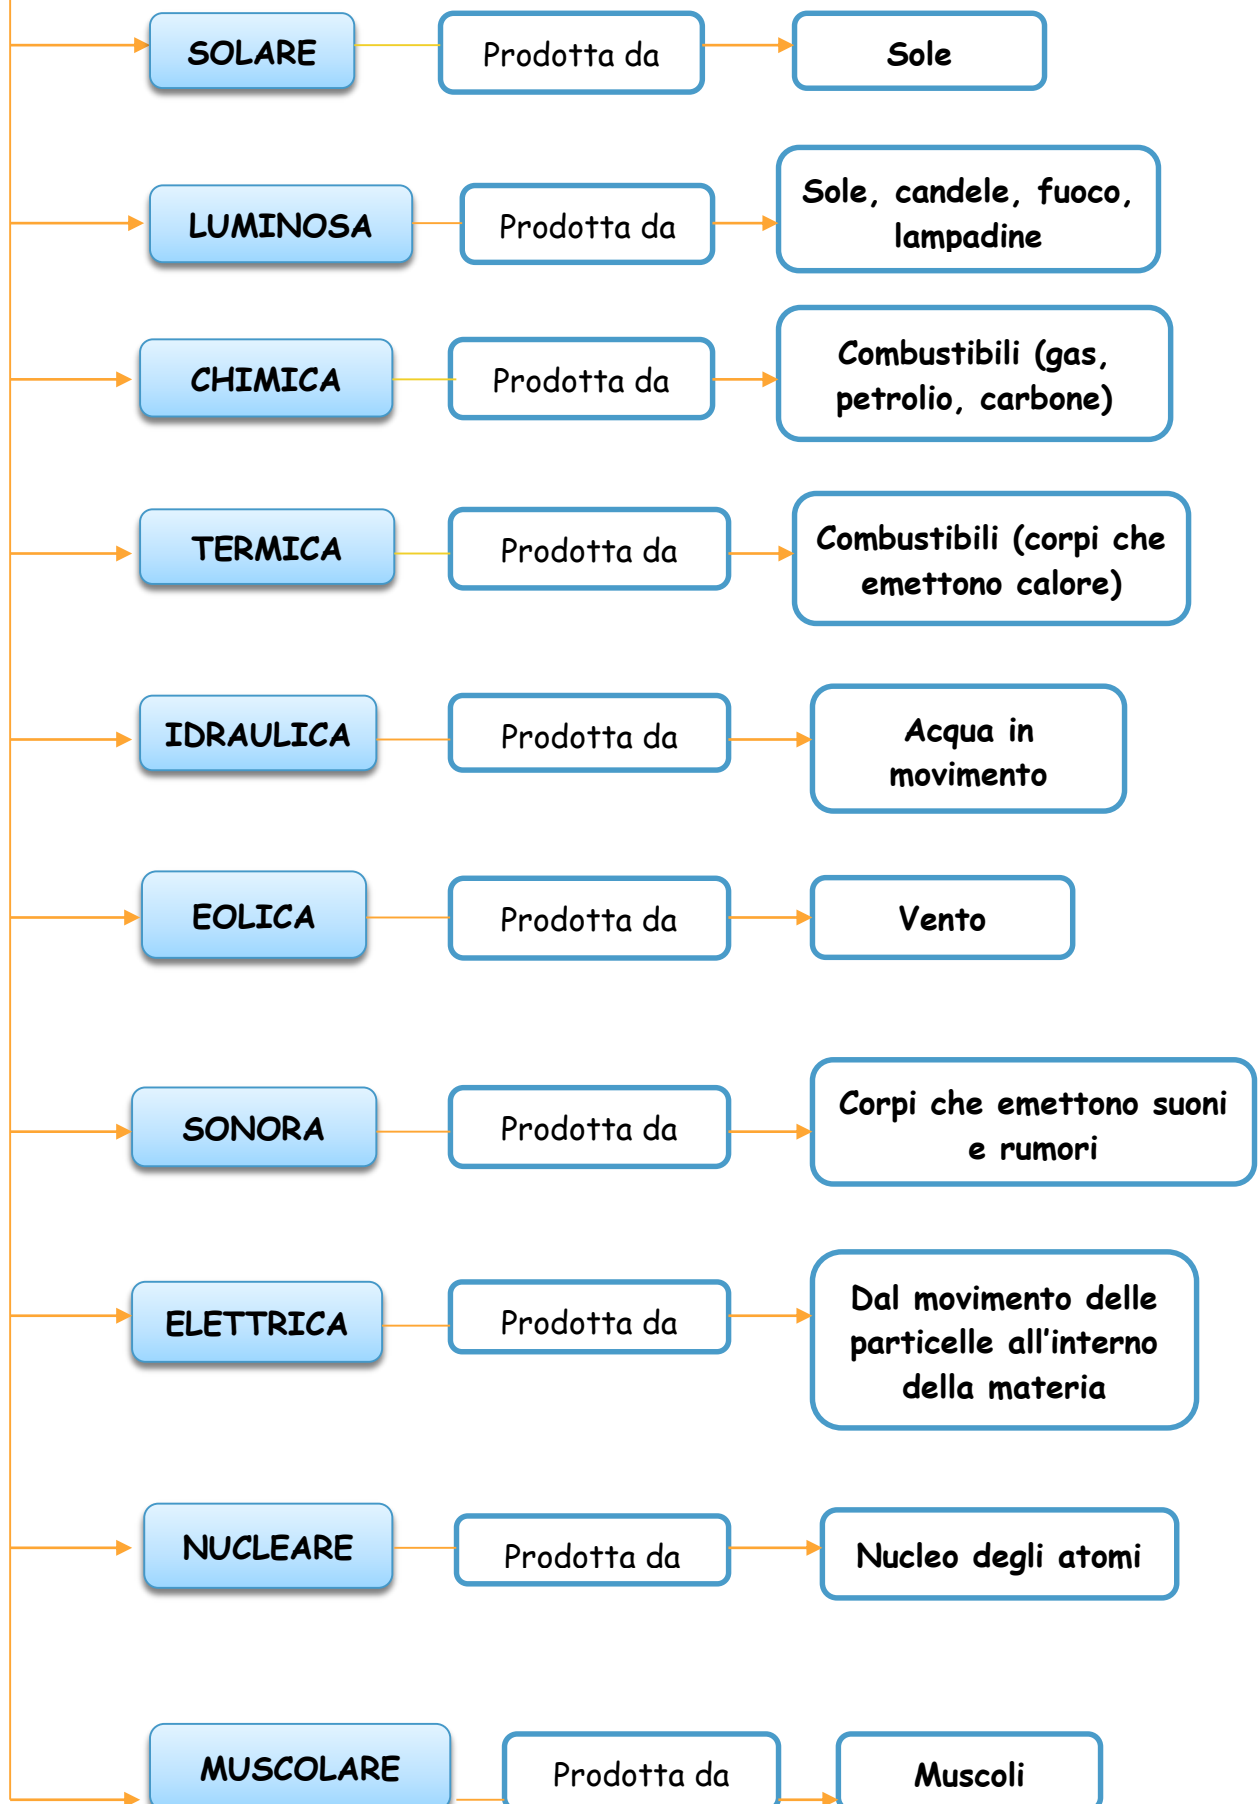 SOLARE Prodotta da Sole
LUMINOSA Prodotta da Sole, candele, fuoco,
lampadine
CHIMICA Prodotta da Combustibili (gas,
petrolio, carbone)
TERMICA Prodotta da Combustibili (corpi che
emettono calore)
IDRAULICA Prodotta da Acqua in
movimento
EOLICA Prodotta da Vento
SONORA Prodotta da Corpi che emettono suoni
e rumori
ELETTRICA Prodotta da Dal movimento delle
particelle all'interno
della materia
NUCLEARE Prodotta da Nucleo degli atomi
MUSCOLARE Prodotta da Muscoli